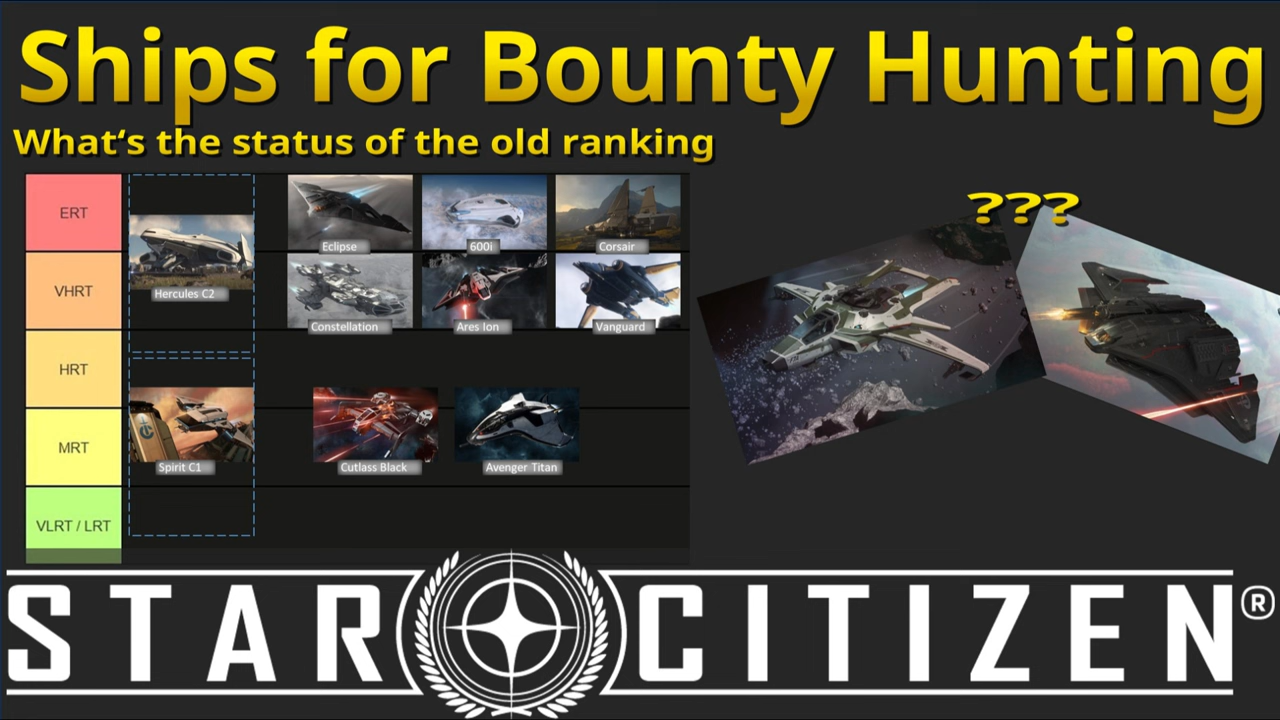 Ships for Bounty Hunting
What‘s the status of the old ranking
???
ERT
Eclipse
600i
Corsair
VHRT
Hercules C2
Constellation
Ares Ion
Vanguard
HRT
MRT
Spirit C1
Cutlass Black
Avenger Titan
VLRT / LRT
STAR CITIZEN®